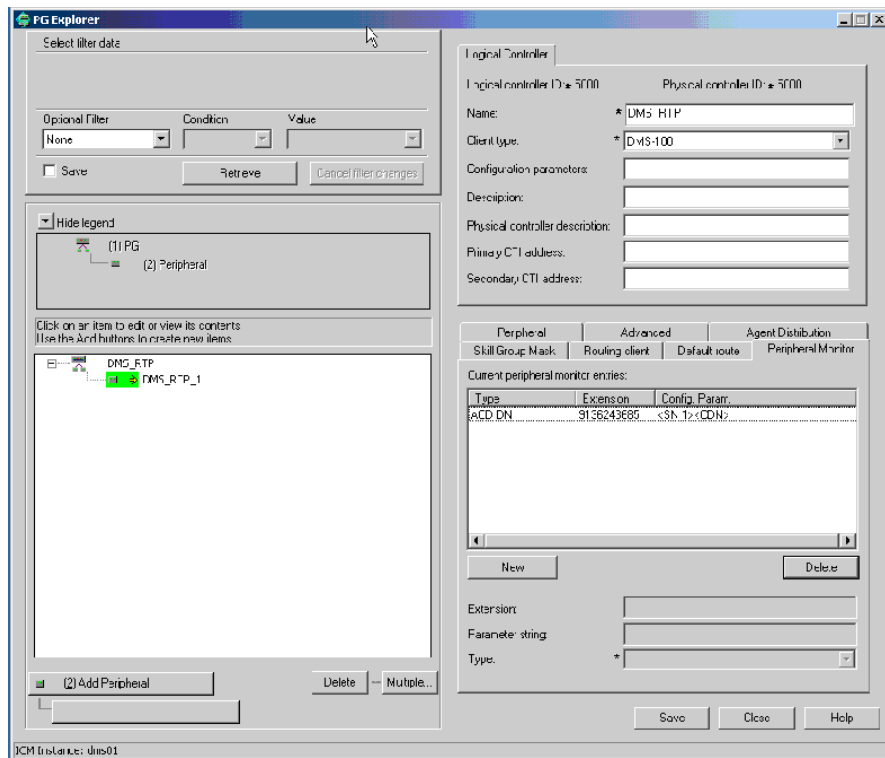 PG Explorer
Select filter data
Optional Filter Condition Value
None
Save Retrieve Cancel filter changes
Hide legend
(1) PG
(2) Peripheral
Click on an item to edit or view its contents
Use the Add buttons to create new items
DMS_RTP
DMS_RTP_1
(2) Add Peripheral Delete Multiple...
Logical Controller
Logical controller ID: * 5000 Physical controller ID: * 5000
Name: * DMS_RTP
Client type: * DMS-100
Configuration parameters:
Description:
Physical controller description:
Primary CTI address:
Secondary CTI address:
Peripheral Advanced Agent Distribution
Skill Group Mask Routing client Default route Peripheral Monitor
Current peripheral monitor entries:
Type Extension Config. Param.
ACD DN 9136243685 <SN 1><CDN>
New Delete
Extension:
Parameter string:
Type: *
Save Close Help
ICM Instance: dms01